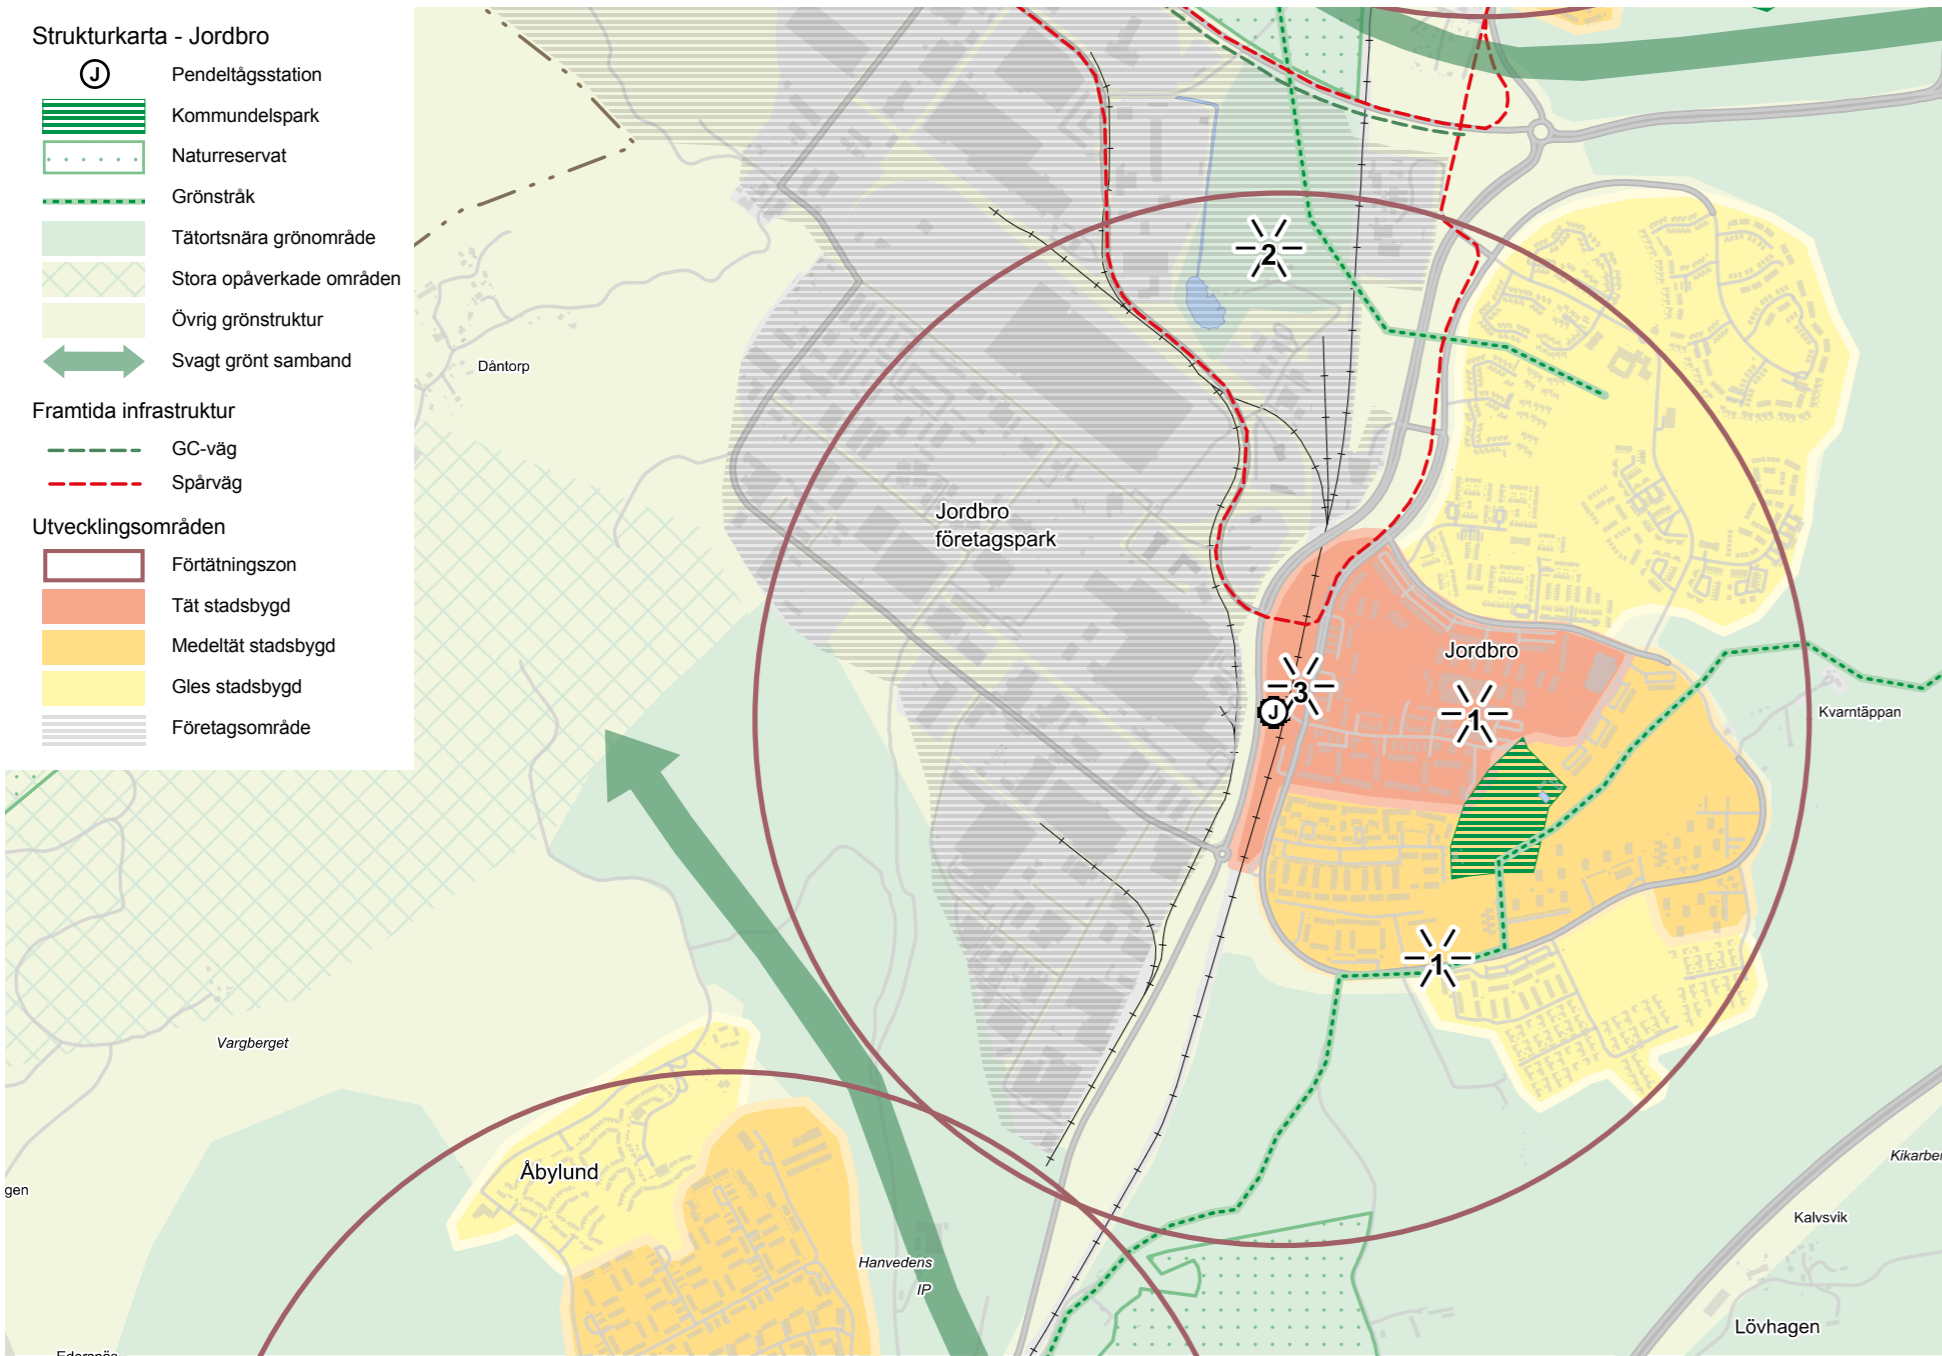 Strukturkarta - Jordbro
J Pendeltågsstation
Kommundelspark
Naturreservat
Grönstråk
Tätortsnära grönområde
Stora opåverkade områden
Övrig grönstruktur
Svagt grönt samband
Framtida infrastruktur
GC-väg
Spårväg
Utvecklingsområden
Förtätningszon
Tät stadsbygd
Medeltät stadsbygd
Gles stadsbygd
Företagsområde
2
Dåntorp
Jordbro
företagspark
Jordbro
3
J
1
Kvarntäppan
1
Vargberget
Åbylund
gen
Kikarber
Kalvsvik
Hanvedens
IP
Lövhagen